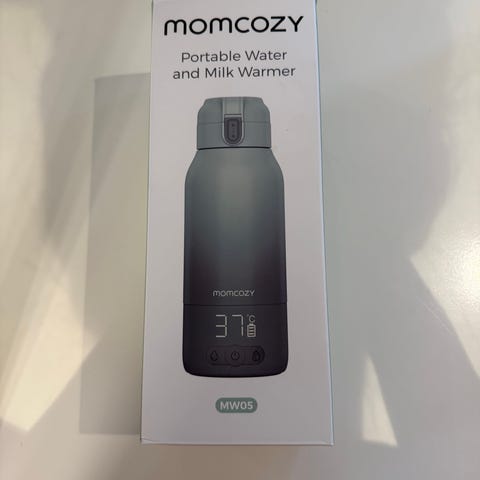 momcozy
Portable Water
and Milk Warmer
momcozy
37°C
MW05